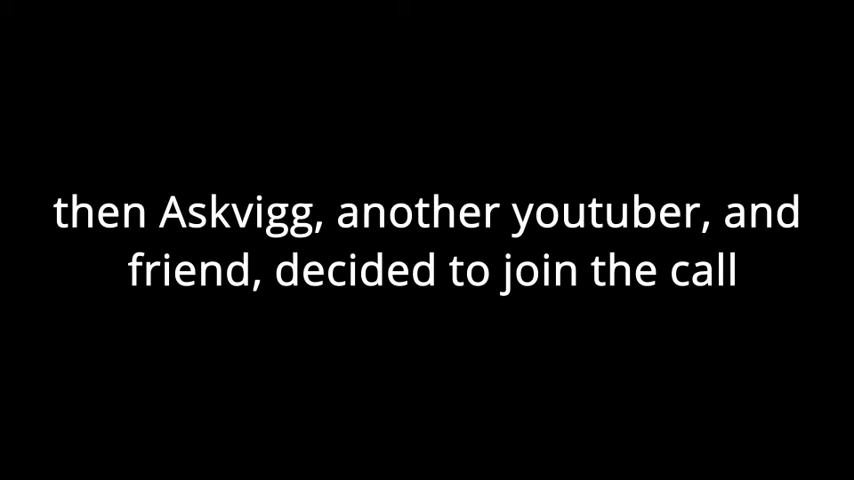 then Askvigg, another youtuber, and
friend, decided to join the call